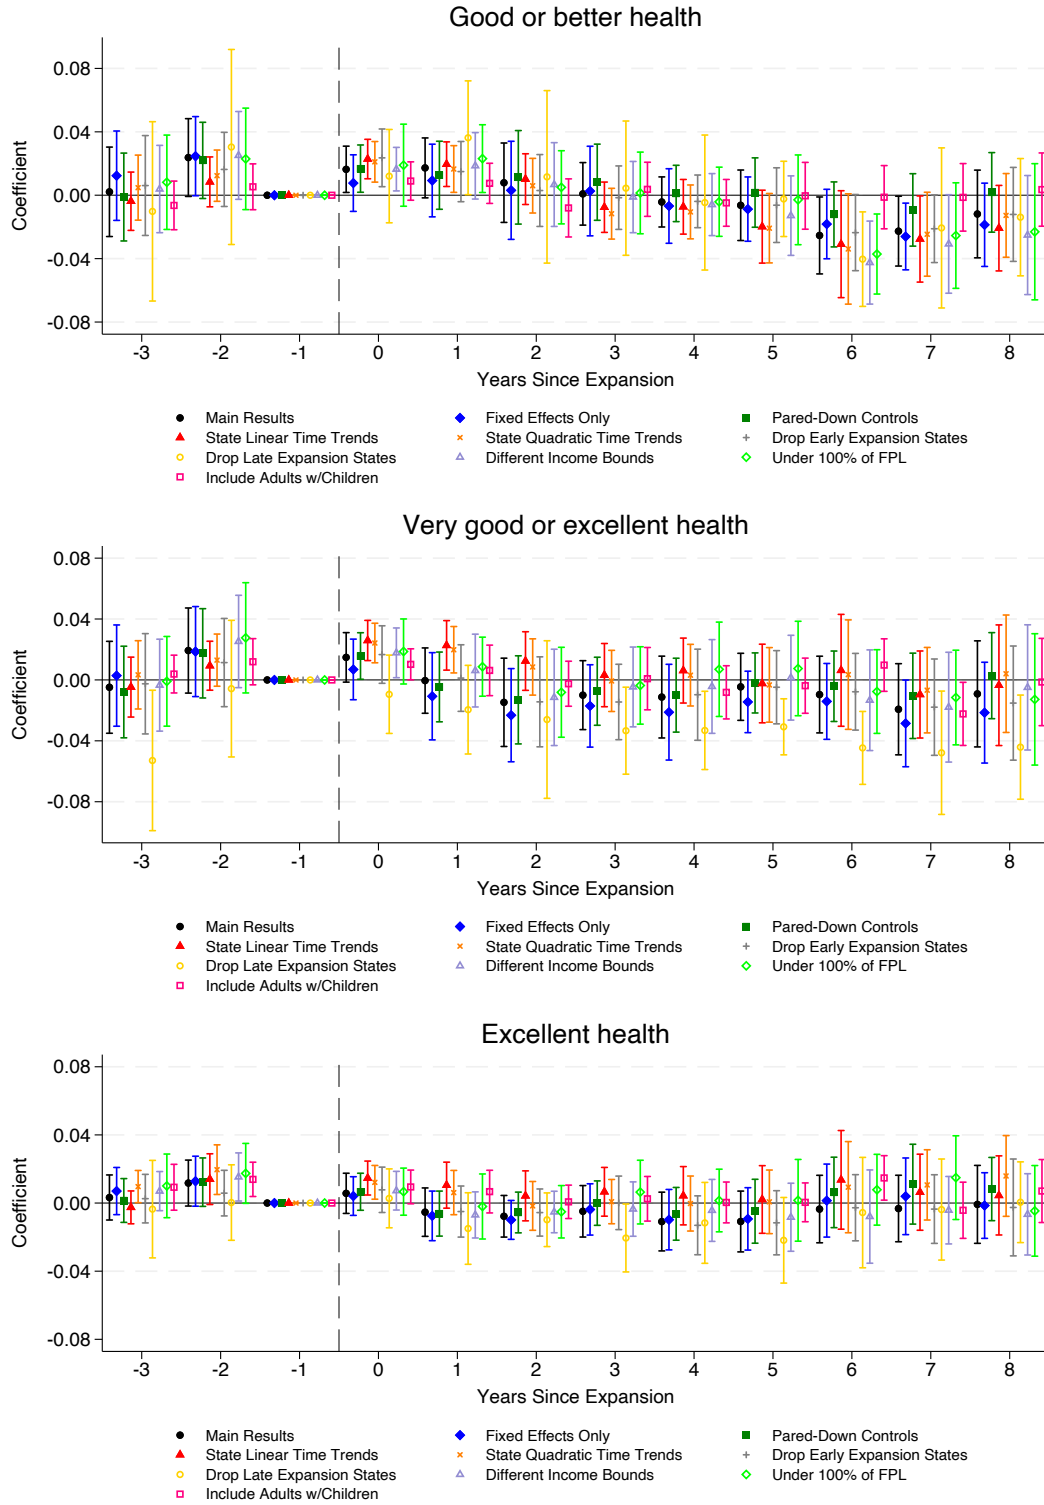 Good or better health
0.08
0.04
0.00
-0.04
-0.08
Coefficient
-3 -2 -1 0 1 2 3 4 5 6 7 8
Years Since Expansion
Main Results Fixed Effects Only Pared-Down Controls
State Linear Time Trends State Quadratic Time Trends Drop Early Expansion States
Drop Late Expansion States Different Income Bounds Under 100% of FPL
Include Adults w/Children
Very good or excellent health
0.08
0.04
0.00
-0.04
-0.08
Coefficient
-3 -2 -1 0 1 2 3 4 5 6 7 8
Years Since Expansion
Main Results Fixed Effects Only Pared-Down Controls
State Linear Time Trends State Quadratic Time Trends Drop Early Expansion States
Drop Late Expansion States Different Income Bounds Under 100% of FPL
Include Adults w/Children
Excellent health
0.08
0.04
0.00
-0.04
-0.08
Coefficient
-3 -2 -1 0 1 2 3 4 5 6 7 8
Years Since Expansion
Main Results Fixed Effects Only Pared-Down Controls
State Linear Time Trends State Quadratic Time Trends Drop Early Expansion States
Drop Late Expansion States Different Income Bounds Under 100% of FPL
Include Adults w/Children